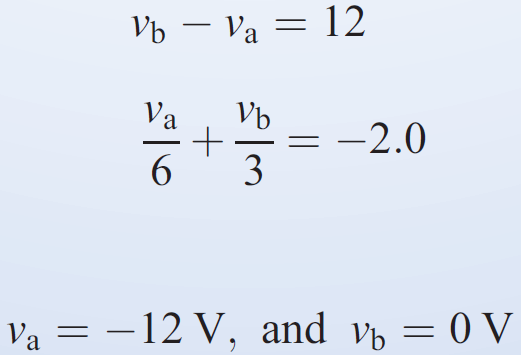 v_b − v_a = 12
v_a/6 + v_b/3 = −2.0
v_a = −12 V, and v_b = 0 V